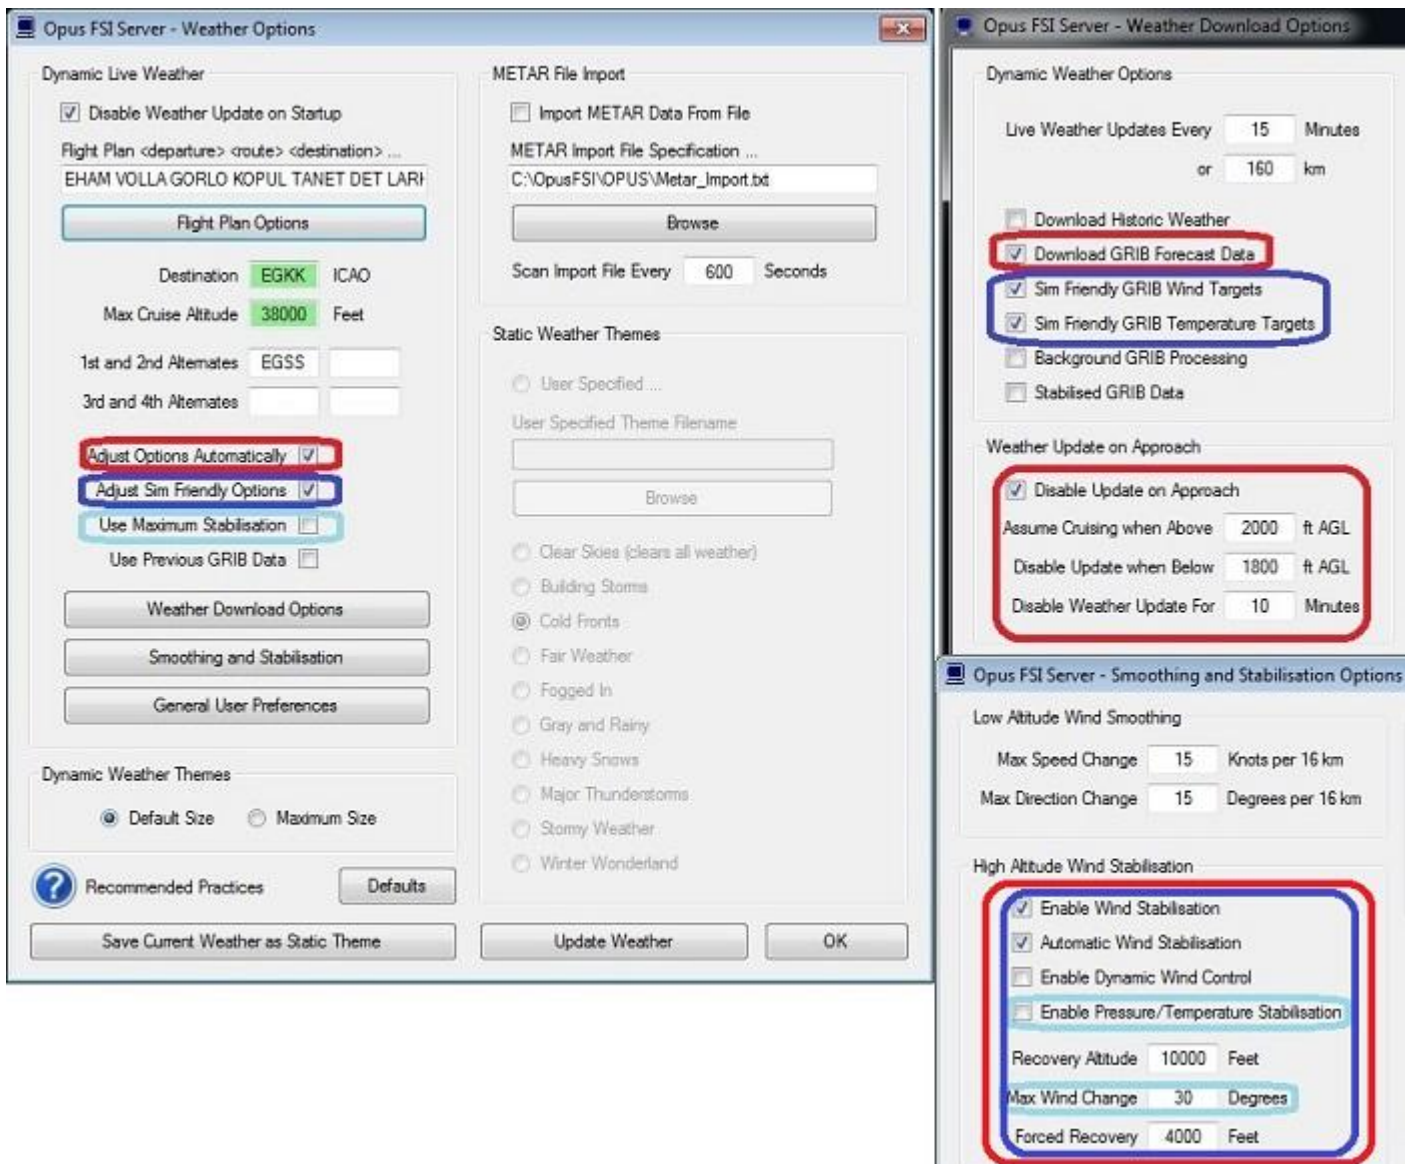 Opus FSI Server - Weather Options
Dynamic Live Weather
Disable Weather Update on Startup
Flight Plan <departure> <route> <destination> ...
EHAM VOLLA GORLO KOPUL TANET DET LARK
Flight Plan Options
Destination EGKK ICAO
Max Cruise Altitude 38000 Feet
1st and 2nd Alternates EGSS
3rd and 4th Alternates
Adjust Options Automatically
Adjust Sim Friendly Options
Use Maximum Stabilisation
Use Previous GRIB Data
Weather Download Options
Smoothing and Stabilisation
General User Preferences
Dynamic Weather Themes
Default Size Maximum Size
Recommended Practices Defaults
Save Current Weather as Static Theme
METAR File Import
Import METAR Data From File
METAR Import File Specification ...
C:\OpusFSI\OPUS\Metar_Import.txt
Browse
Scan Import File Every 600 Seconds
Static Weather Themes
User Specified ...
User Specified Theme Filename
Browse
Clear Skies (clears all weather)
Building Storms
Cold Fronts
Fair Weather
Fogged In
Gray and Rainy
Heavy Snows
Major Thunderstorms
Stormy Weather
Winter Wonderland
Update Weather OK
Opus FSI Server - Weather Download Options
Dynamic Weather Options
Live Weather Updates Every 15 Minutes
or 160 km
Download Historic Weather
Download GRIB Forecast Data
Sim Friendly GRIB Wind Targets
Sim Friendly GRIB Temperature Targets
Background GRIB Processing
Stabilised GRIB Data
Weather Update on Approach
Disable Update on Approach
Assume Cruising when Above 2000 ft AGL
Disable Update when Below 1800 ft AGL
Disable Weather Update For 10 Minutes
Opus FSI Server - Smoothing and Stabilisation Options
Low Altitude Wind Smoothing
Max Speed Change 15 Knots per 16 km
Max Direction Change 15 Degrees per 16 km
High Altitude Wind Stabilisation
Enable Wind Stabilisation
Automatic Wind Stabilisation
Enable Dynamic Wind Control
Enable Pressure/Temperature Stabilisation
Recovery Altitude 10000 Feet
Max Wind Change 30 Degrees
Forced Recovery 4000 Feet